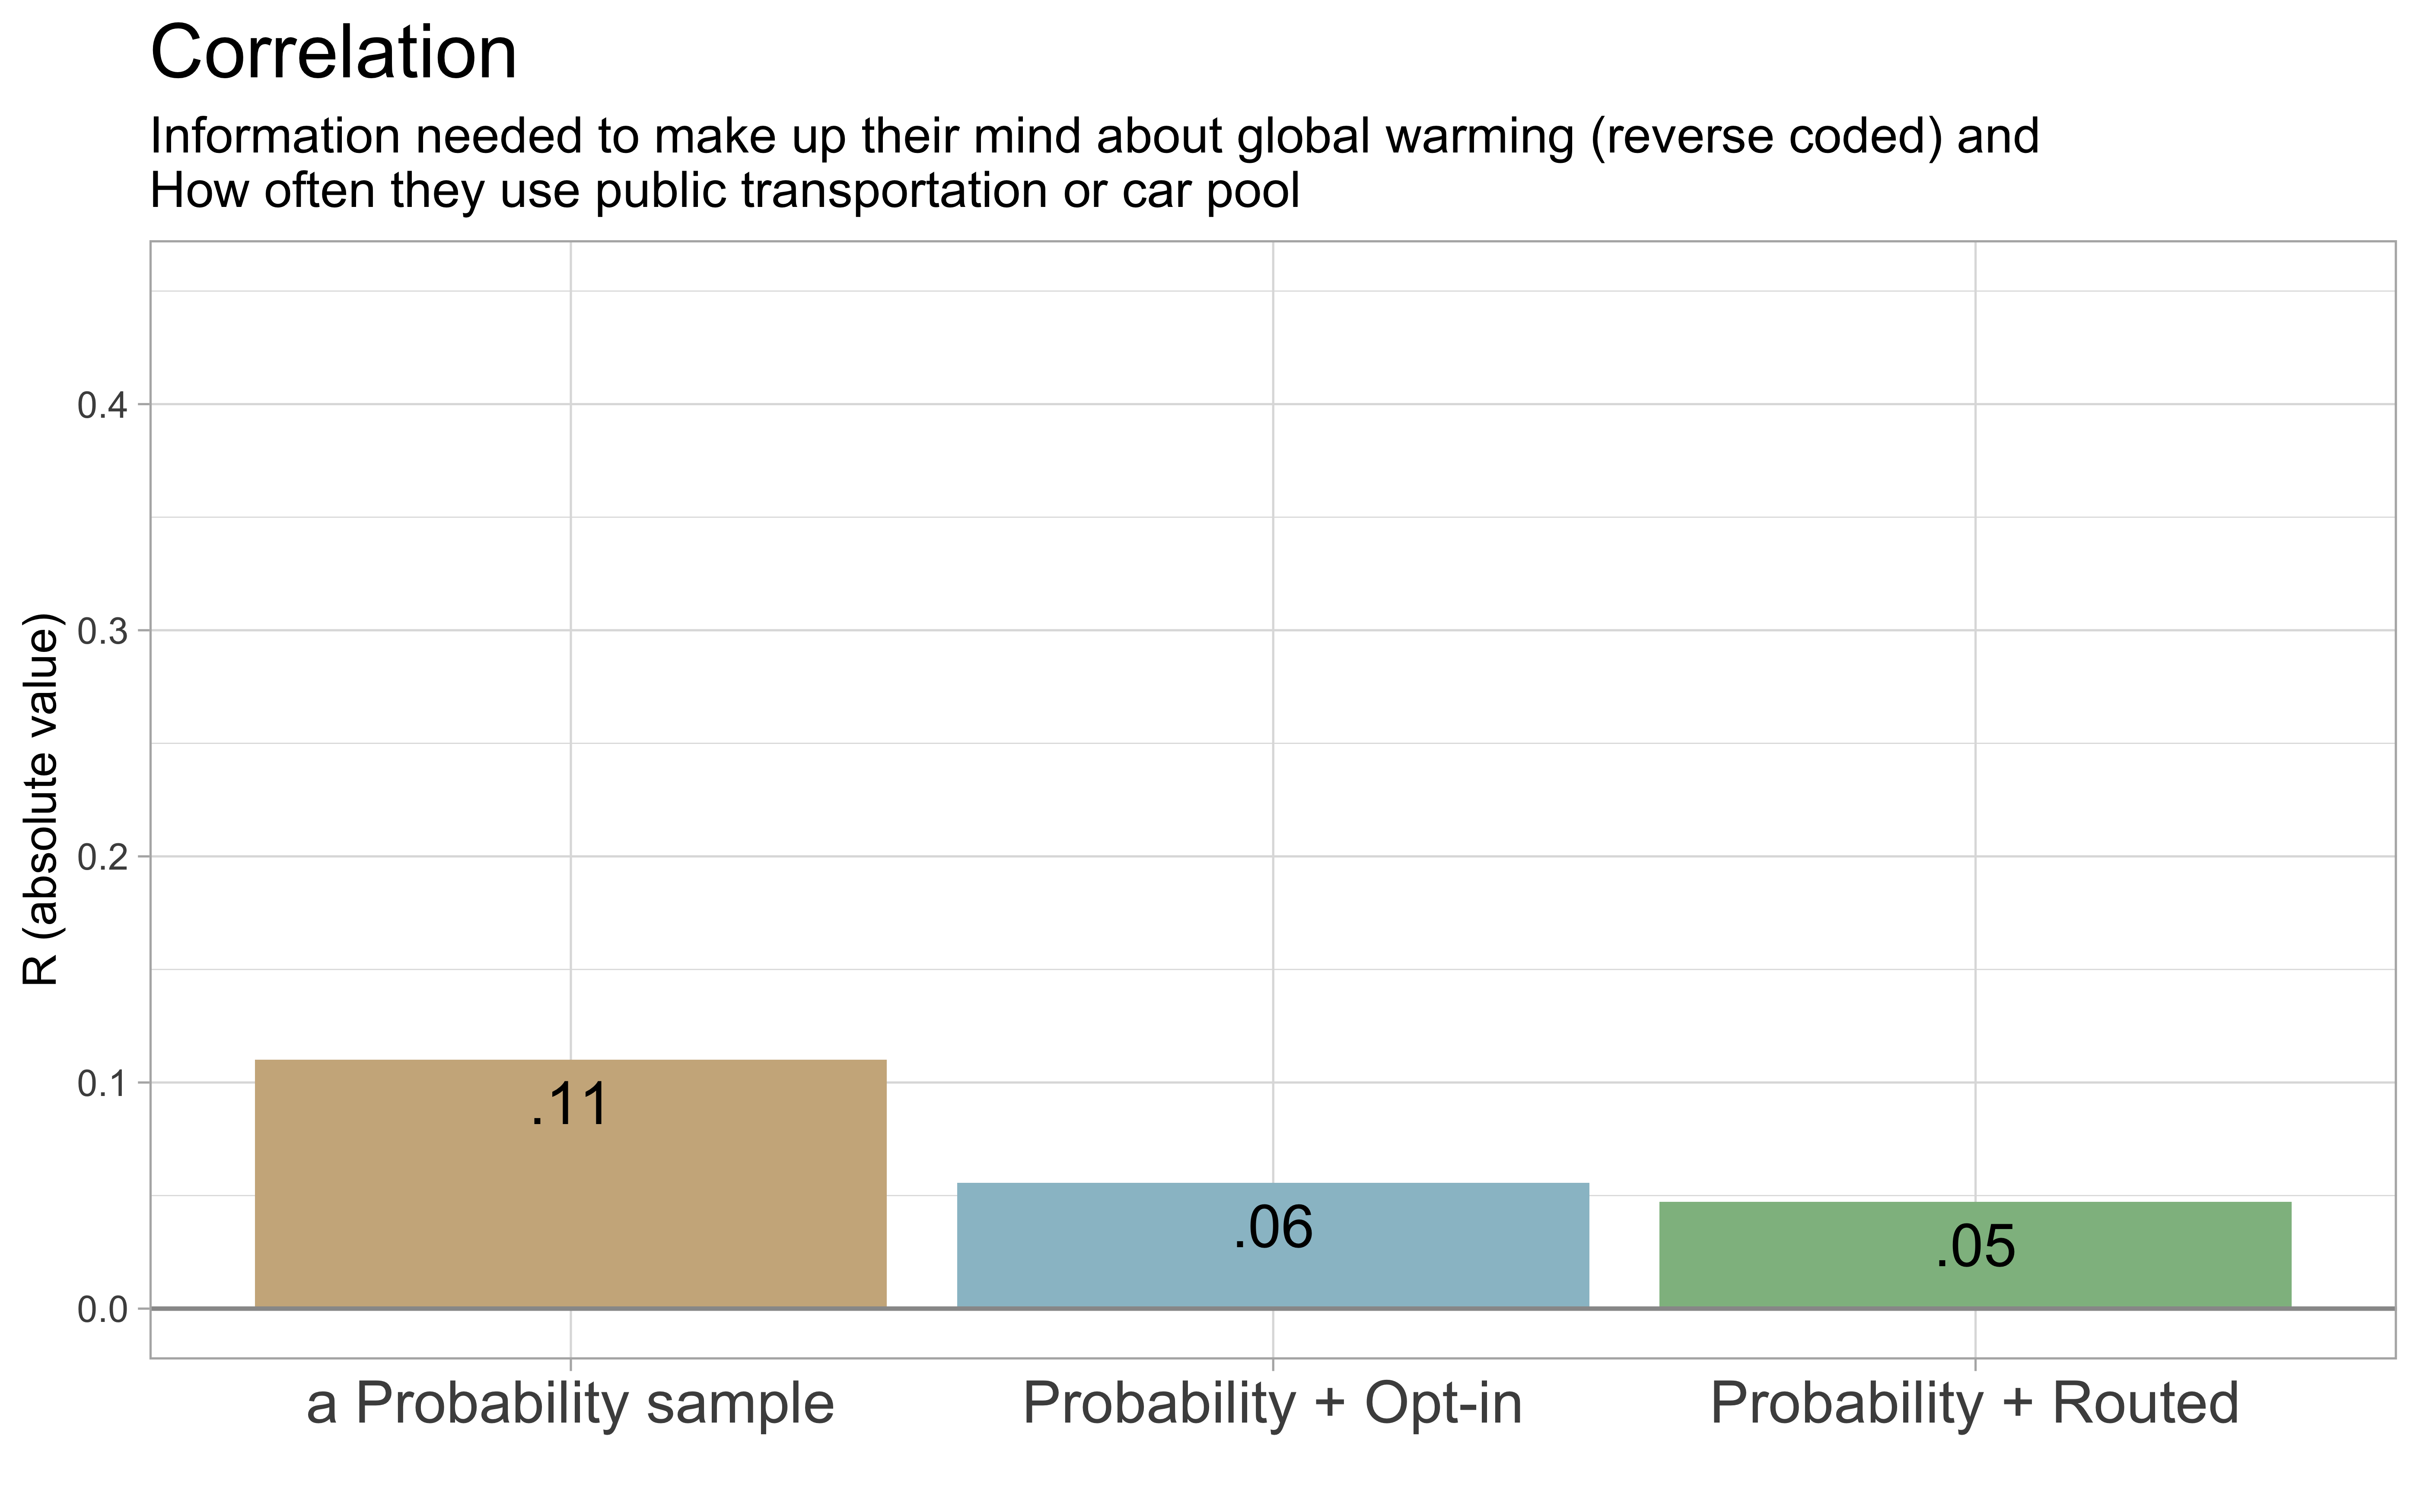 Correlation
Information needed to make up their mind about global warming (reverse coded) and
How often they use public transportation or car pool
R (absolute value)
0.4
0.3
0.2
0.1
0.0
.11
.06
.05
a Probability sample
Probability + Opt-in
Probability + Routed